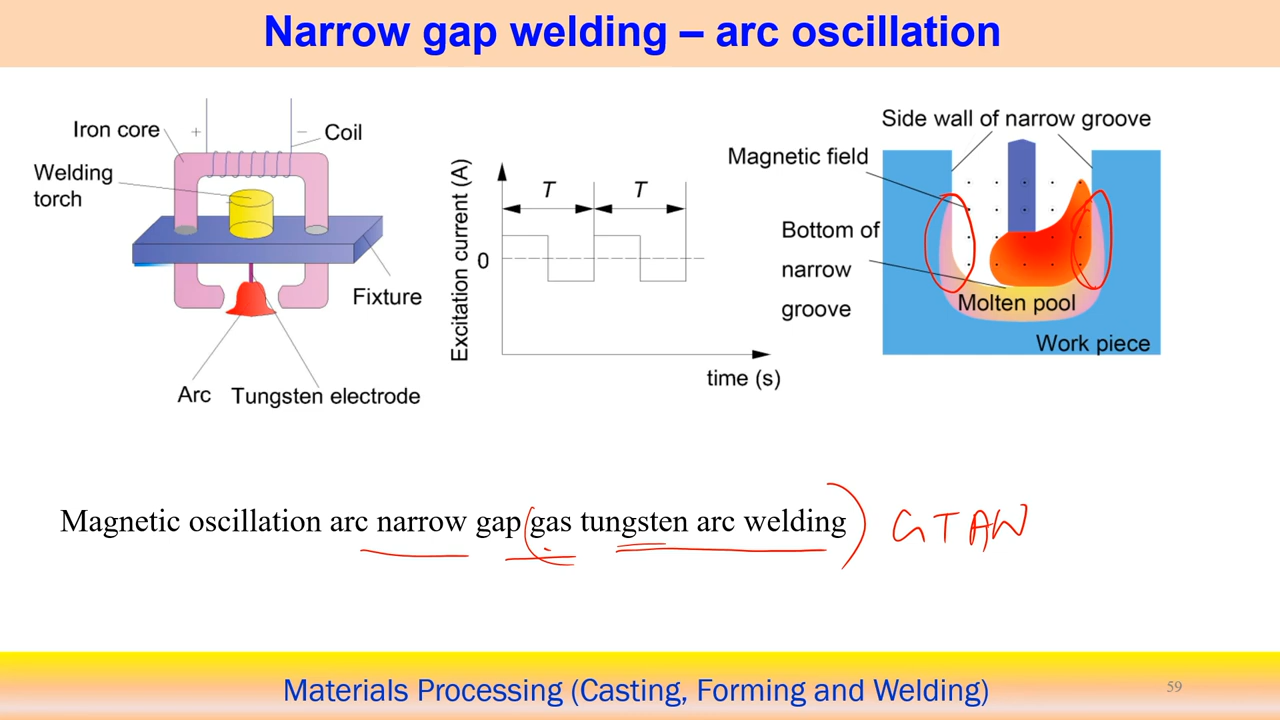 Narrow gap welding – arc oscillation
Iron core
+
–
Coil
Welding
torch
Fixture
Arc
Tungsten electrode
Excitation current (A)
T
T
0
time (s)
Side wall of narrow groove
Magnetic field
Bottom of
narrow
groove
Molten pool
Work piece
Magnetic oscillation arc narrow gap (gas tungsten arc welding) GTAW
Materials Processing (Casting, Forming and Welding)
59